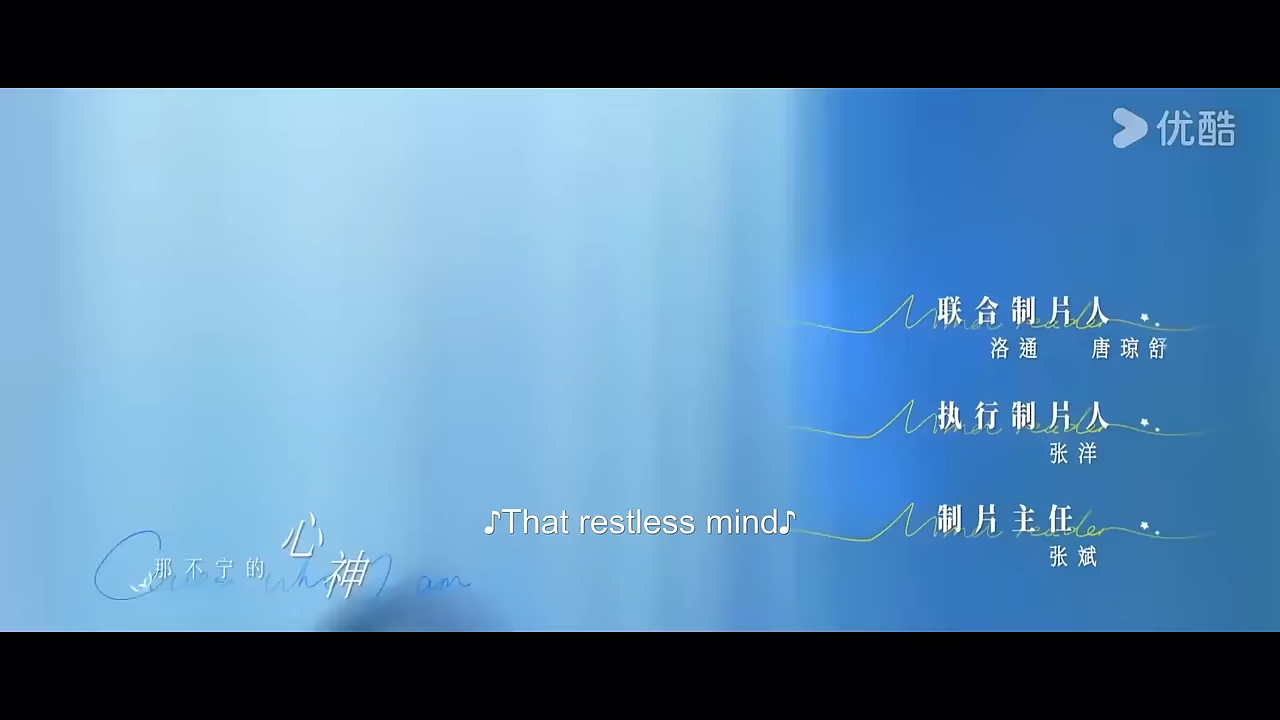 优酷
联合制片人
洛通 唐琼舒
执行制片人
张洋
制片主任
张斌
♪That restless mind♪
那不宁的心神